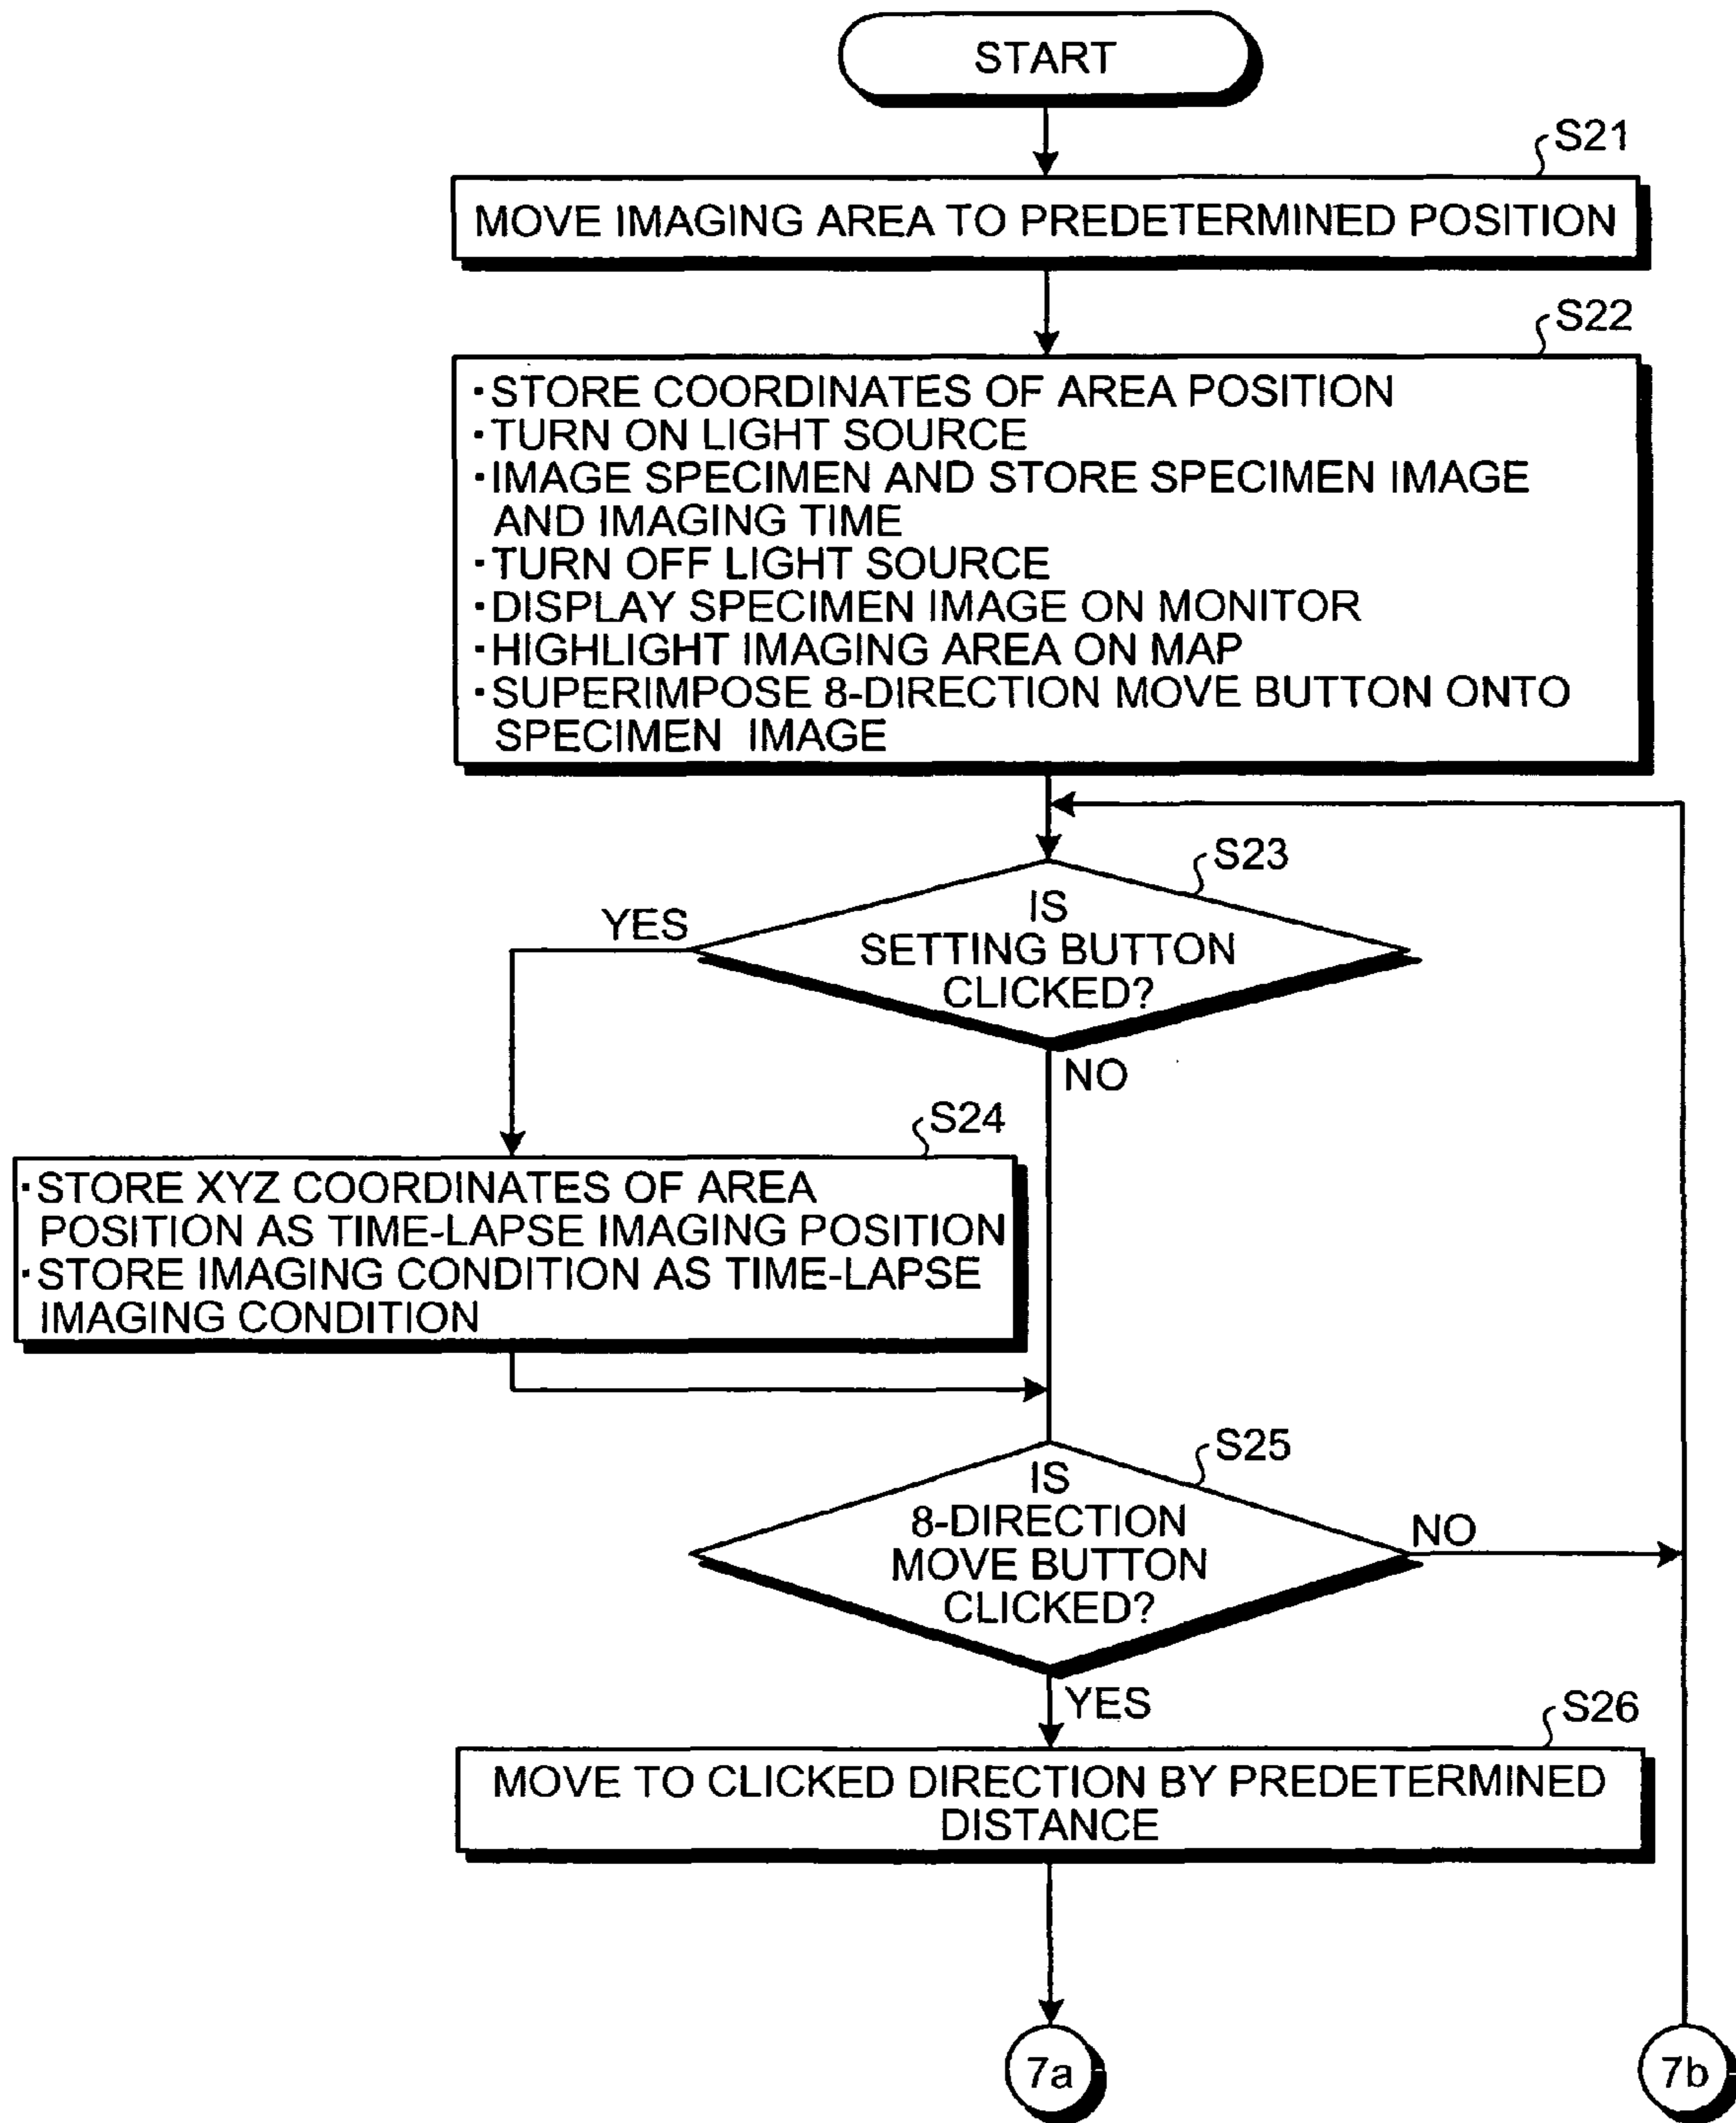 START
S21
MOVE IMAGING AREA TO PREDETERMINED POSITION
S22
·STORE COORDINATES OF AREA POSITION
·TURN ON LIGHT SOURCE
·IMAGE SPECIMEN AND STORE SPECIMEN IMAGE
AND IMAGING TIME
·TURN OFF LIGHT SOURCE
·DISPLAY SPECIMEN IMAGE ON MONITOR
·HIGHLIGHT IMAGING AREA ON MAP
·SUPERIMPOSE 8-DIRECTION MOVE BUTTON ONTO
SPECIMEN IMAGE
S23
YES
IS
SETTING BUTTON
CLICKED?
NO
S24
·STORE XYZ COORDINATES OF AREA
POSITION AS TIME-LAPSE IMAGING POSITION
·STORE IMAGING CONDITION AS TIME-LAPSE
IMAGING CONDITION
S25
IS
8-DIRECTION
MOVE BUTTON
CLICKED?
NO
YES
S26
MOVE TO CLICKED DIRECTION BY PREDETERMINED
DISTANCE
7a
7b